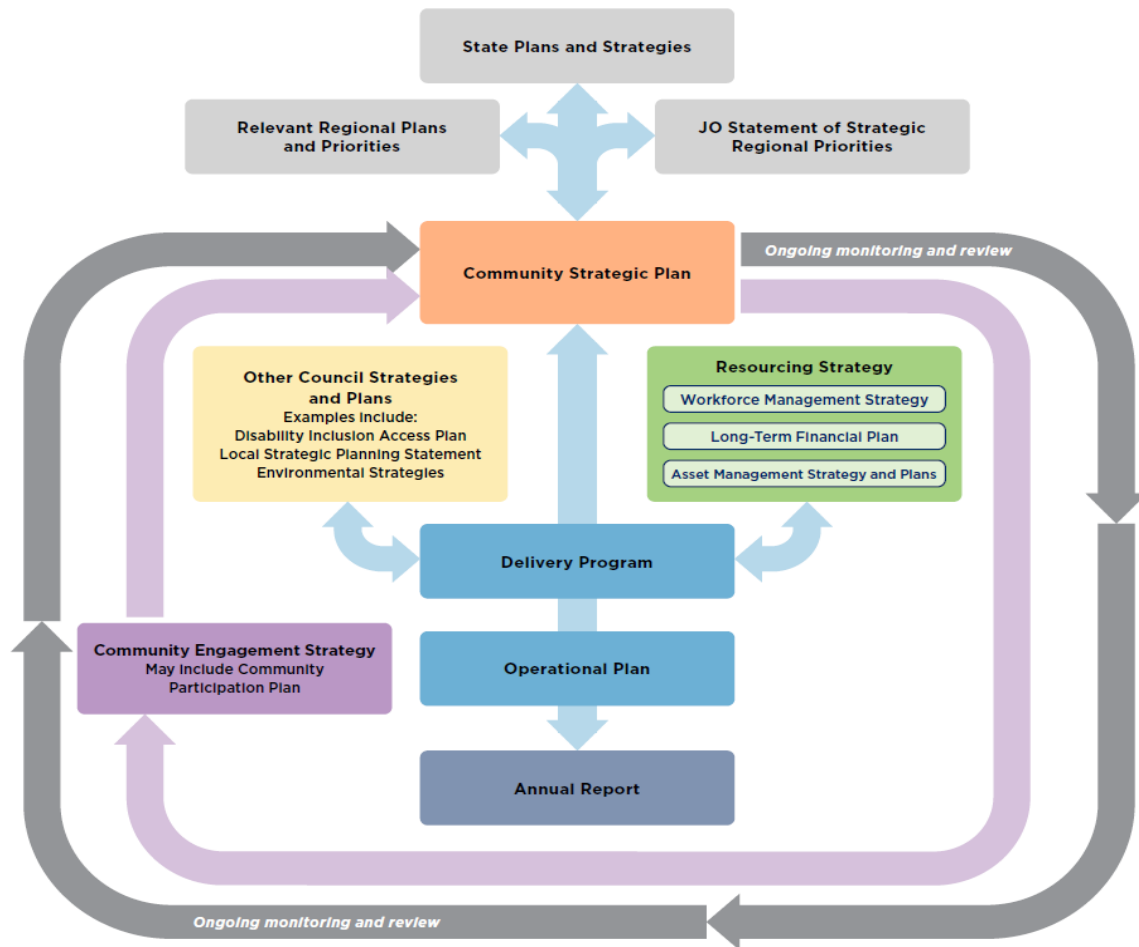 State Plans and Strategies
Relevant Regional Plans
and Priorities
JO Statement of Strategic
Regional Priorities
Community Strategic Plan
Ongoing monitoring and review
Other Council Strategies
and Plans
Examples Include:
Disability Inclusion Access Plan
Local Strategic Planning Statement
Environmental Strategies
Resourcing Strategy
Workforce Management Strategy
Long-Term Financial Plan
Asset Management Strategy and Plans
Delivery Program
Community Engagement Strategy
May Include Community
Participation Plan
Operational Plan
Annual Report
Ongoing monitoring and review